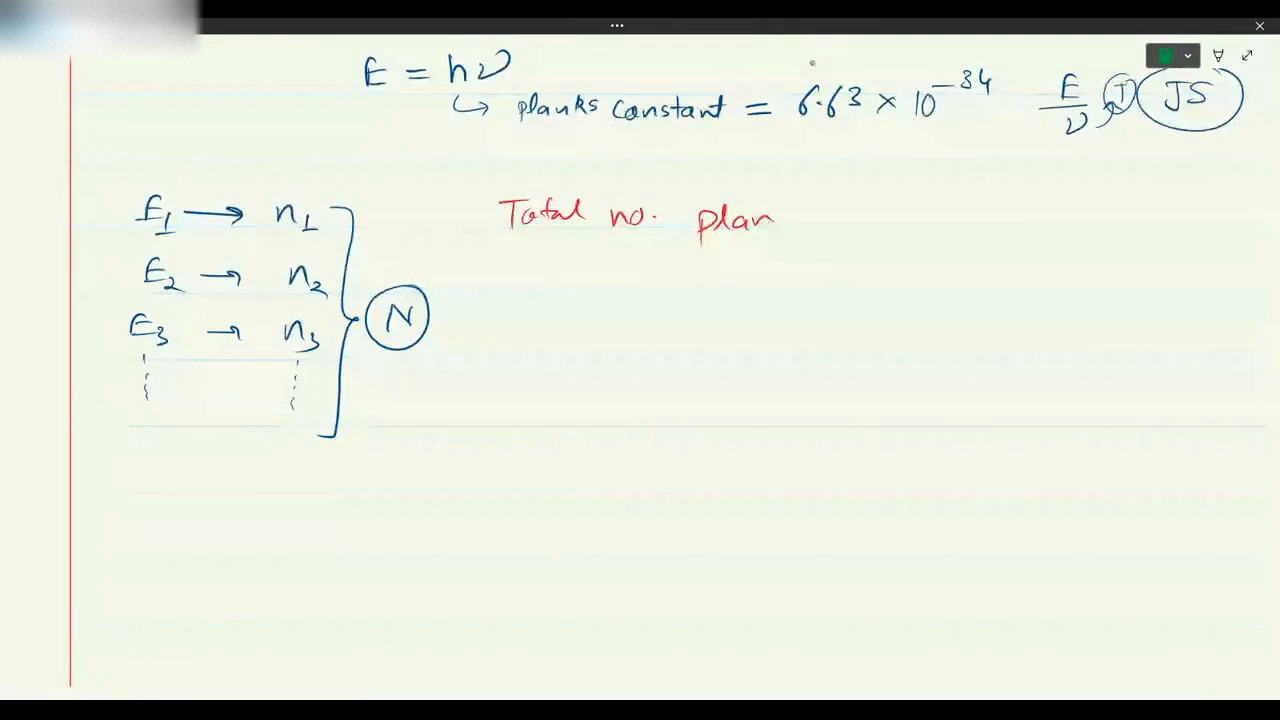 E = hν
↳ planks constant = 6.63 × 10⁻³⁴ E/ν J JS
E₁ → n₁
E₂ → n₂
E₃ → n₃
N
Total no. plan